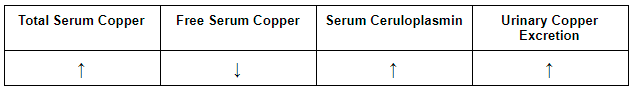 Total Serum Copper Free Serum Copper Serum Ceruloplasmin Urinary Copper
Excretion
↑ ↓ ↑ ↑